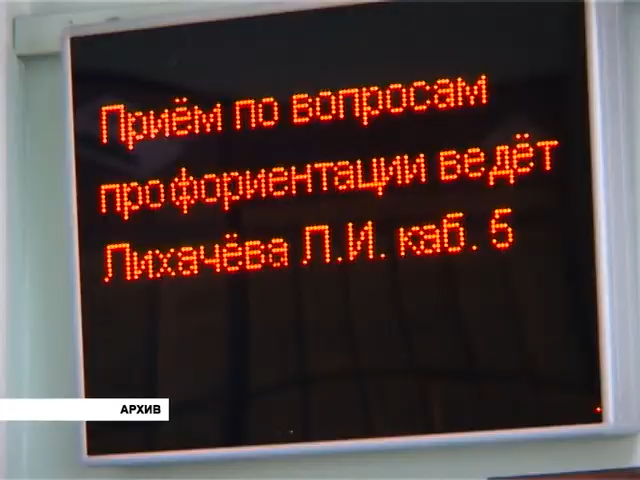 Приём по вопросам
профориентации ведёт
Лихачёва Л.И. каб. 5
АРХИВ